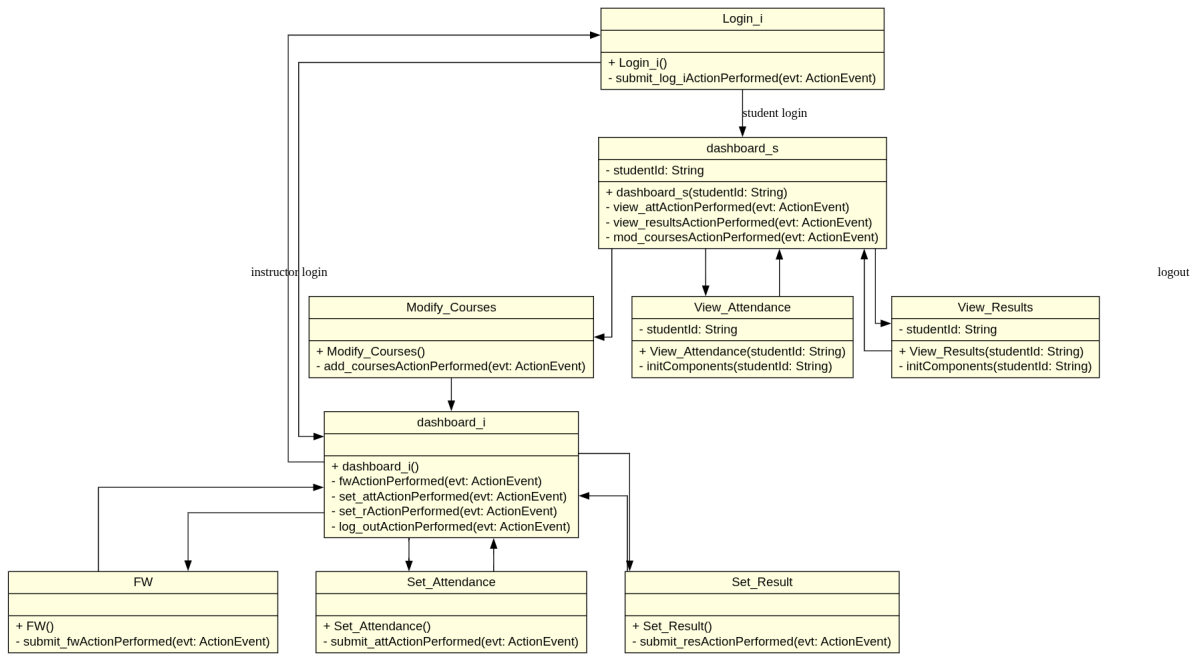 Login_i
+ Login_i()
- submit_log_iActionPerformed(evt: ActionEvent)
student login
dashboard_s
- studentId: String
+ dashboard_s(studentId: String)
- view_attActionPerformed(evt: ActionEvent)
- view_resultsActionPerformed(evt: ActionEvent)
- mod_coursesActionPerformed(evt: ActionEvent)
instructor login
logout
Modify_Courses
+ Modify_Courses()
- add_coursesActionPerformed(evt: ActionEvent)
View_Attendance
- studentId: String
+ View_Attendance(studentId: String)
- initComponents(studentId: String)
View_Results
- studentId: String
+ View_Results(studentId: String)
- initComponents(studentId: String)
dashboard_i
+ dashboard_i()
- fwActionPerformed(evt: ActionEvent)
- set_attActionPerformed(evt: ActionEvent)
- set_rActionPerformed(evt: ActionEvent)
- log_outActionPerformed(evt: ActionEvent)
FW
+ FW()
- submit_fwActionPerformed(evt: ActionEvent)
Set_Attendance
+ Set_Attendance()
- submit_attActionPerformed(evt: ActionEvent)
Set_Result
+ Set_Result()
- submit_resActionPerformed(evt: ActionEvent)